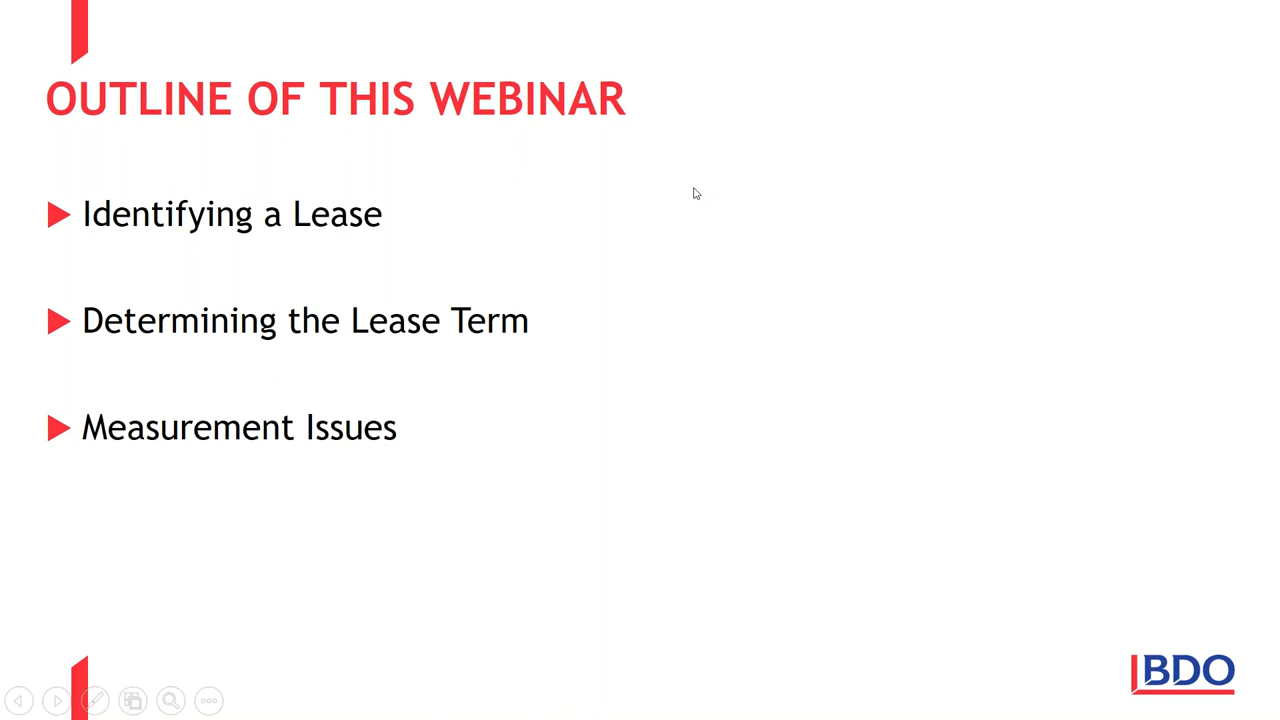 OUTLINE OF THIS WEBINAR
Identifying a Lease
Determining the Lease Term
Measurement Issues
BDO